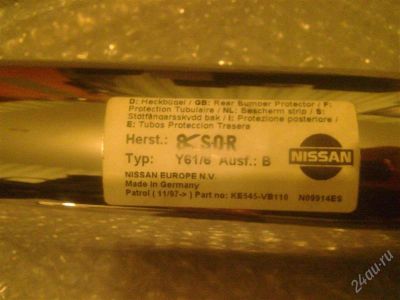 D: Heckbügel / GB: Rear Bumper Protector / F:
Protection Tubulaire / NL: Bescherm strip / S:
Stötfångarsskydd bak / I: Protezione posteriore /
E: Tubos Proteccion Trasera
Herst.: SOR
Typ: Y61/6 Ausf.: B
NISSAN
NISSAN EUROPE N.V.
Made in Germany
Patrol ( 11/97-> ) Part no: KE545-VB110 N09914ES
24au.ru